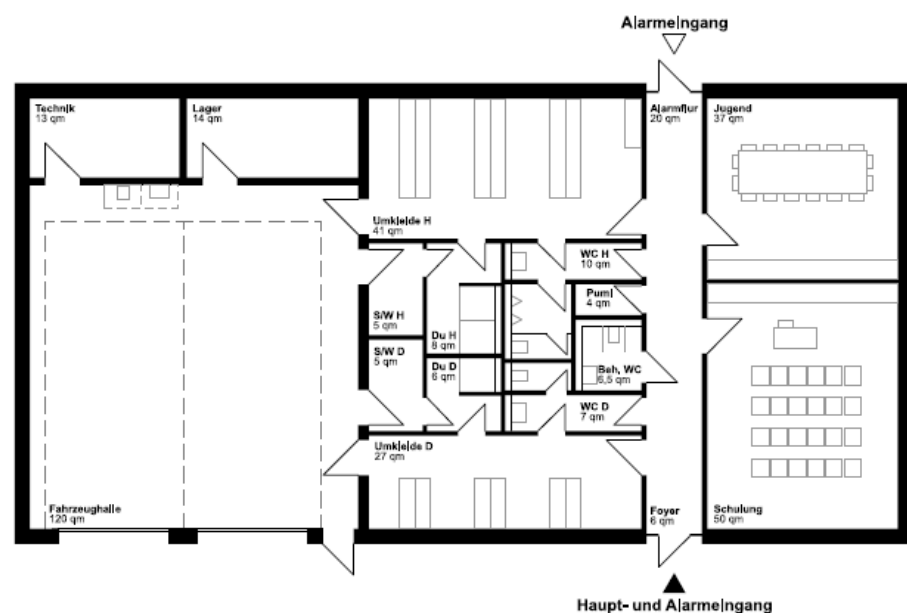 Alarmeingang
Technik
13 qm
Lager
14 qm
Alarmflur
20 qm
Jugend
37 qm
Umkleide H
41 qm
WC H
10 qm
Pumi
4 qm
S/W H
5 qm
Du H
8 qm
S/W D
5 qm
Du D
6 qm
Beh. WC
6,5 qm
WC D
7 qm
Umkleide D
27 qm
Fahrzeughalle
120 qm
Foyer
6 qm
Schulung
50 qm
Haupt- und Alarmeingang